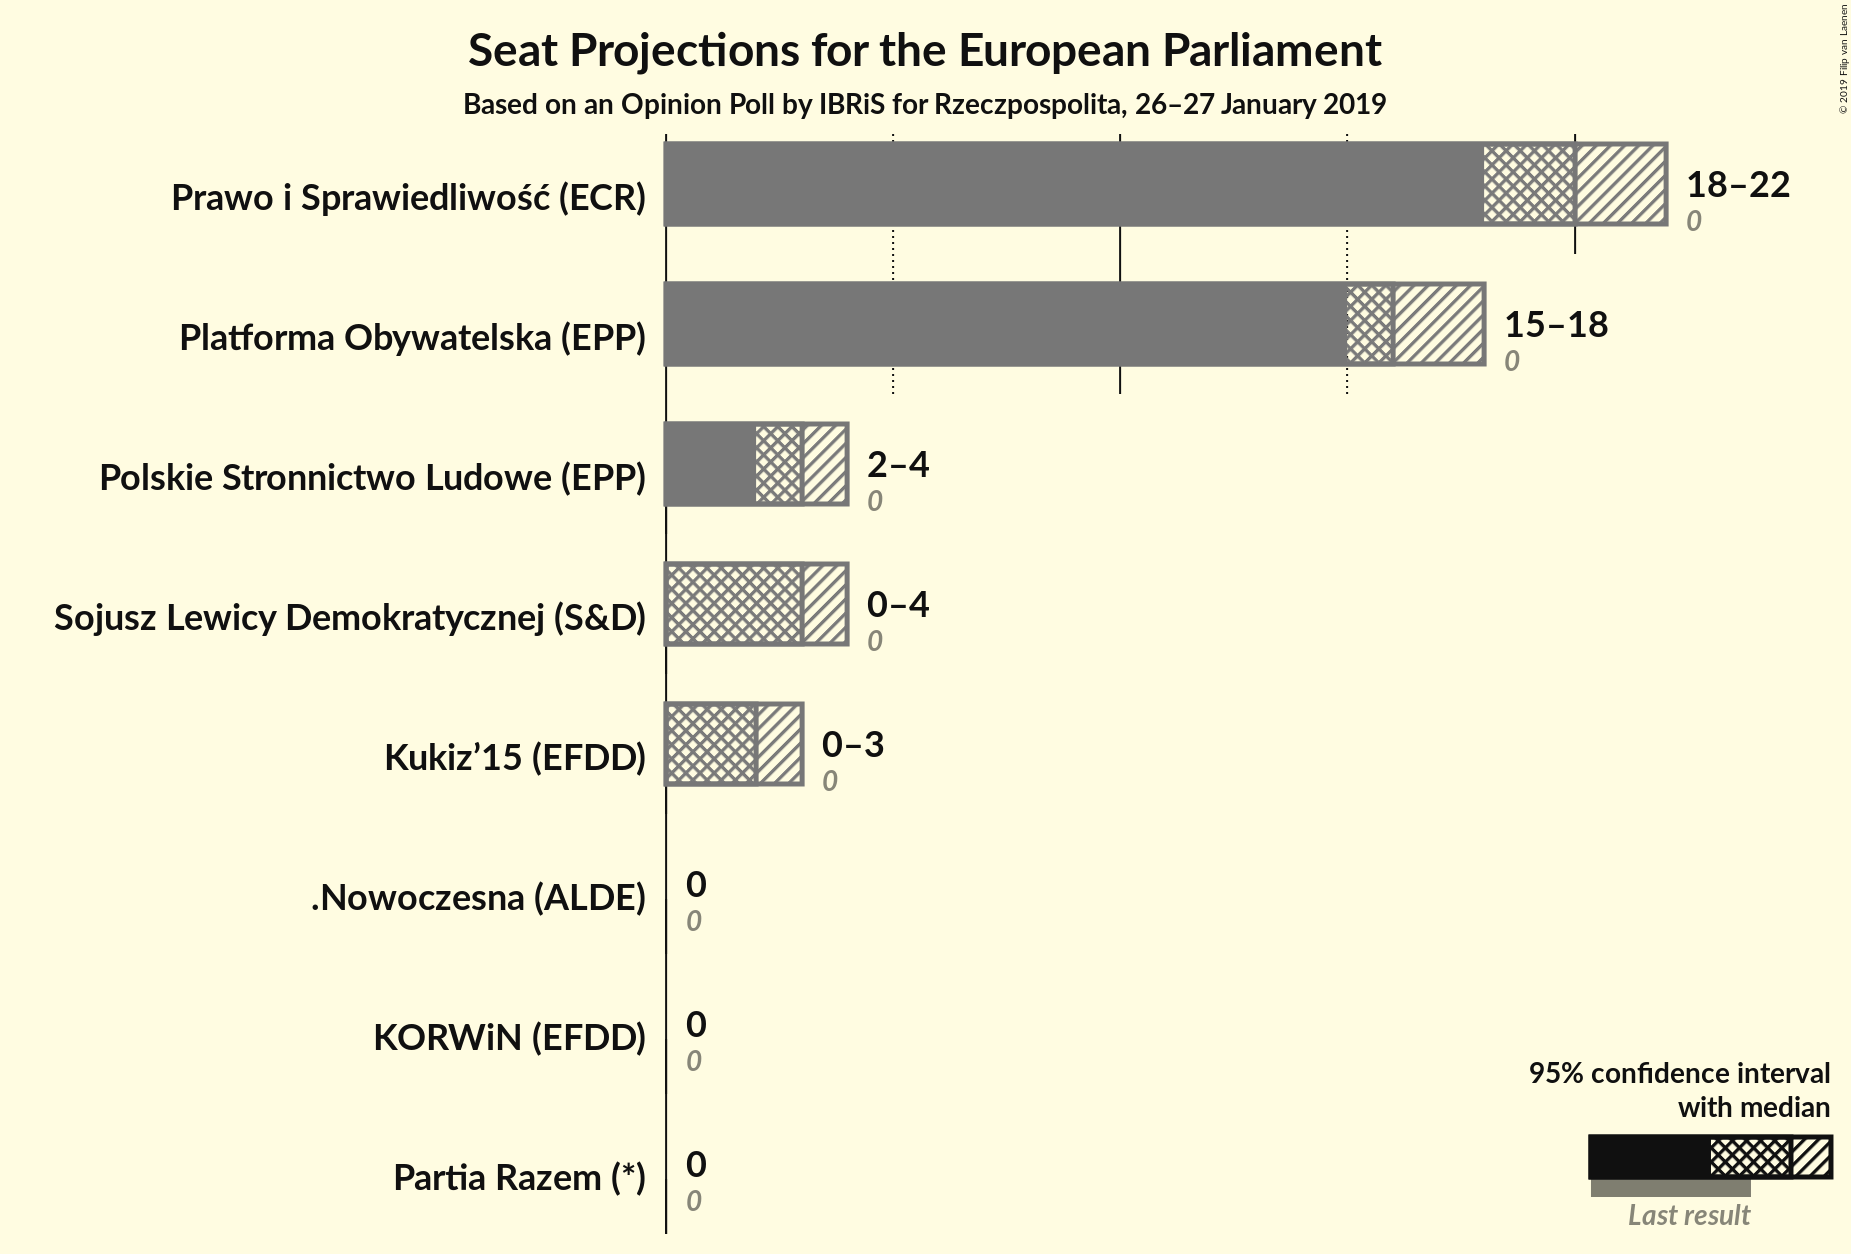 Seat Projections for the European Parliament
Based on an Opinion Poll by IBRiS for Rzeczpospolita, 26–27 January 2019
© 2019 Filip van Laenen
Prawo i Sprawiedliwość (ECR)
18–22
0
Platforma Obywatelska (EPP)
15–18
0
Polskie Stronnictwo Ludowe (EPP)
2–4
0
Sojusz Lewicy Demokratycznej (S&D)
0–4
0
Kukiz’15 (EFDD)
0–3
0
.Nowoczesna (ALDE)
0
0
KORWiN (EFDD)
0
0
Partia Razem (*)
0
0
95% confidence interval
with median
Last result